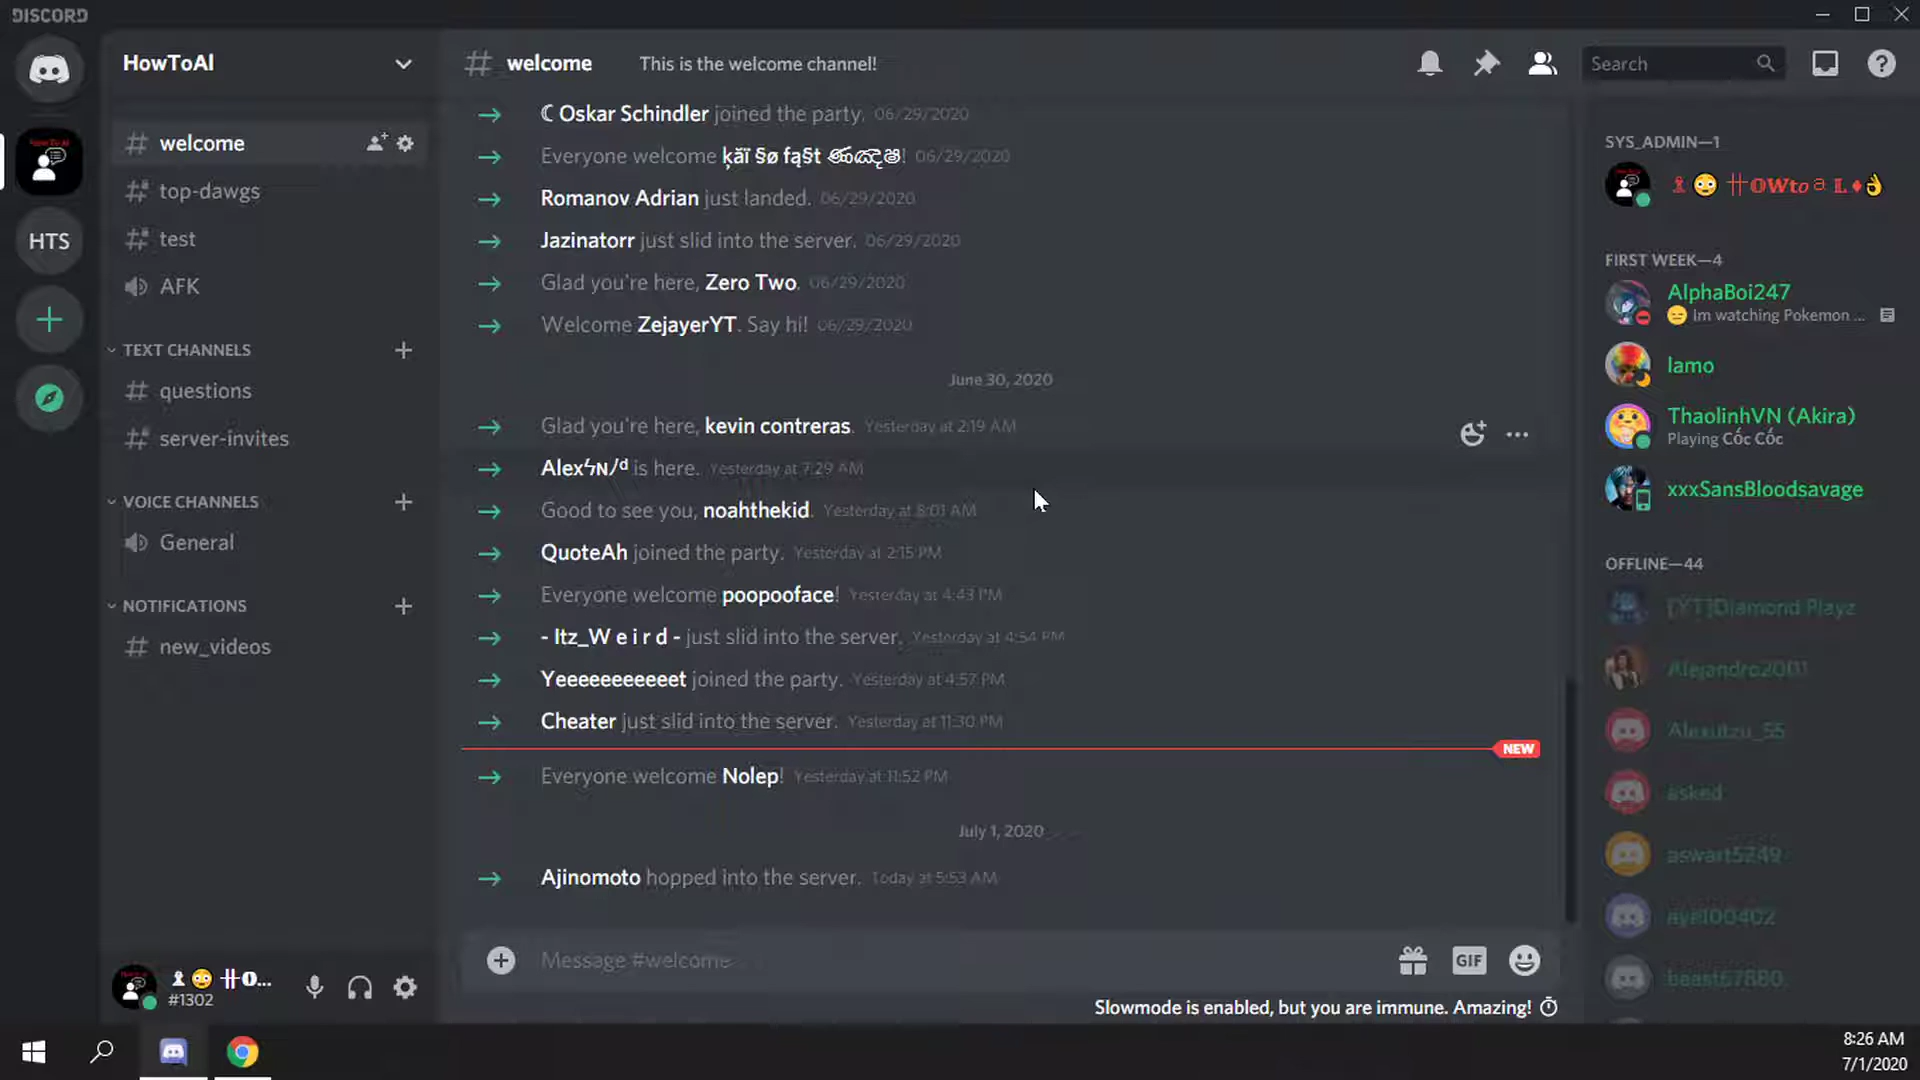 DISCORD
HowToAI
welcome
top-dawgs
test
AFK
TEXT CHANNELS
questions
server-invites
VOICE CHANNELS
General
NOTIFICATIONS
new_videos
HTS
#1302
welcome
This is the welcome channel!
Search
Oskar Schindler joined the party. 06/29/2020
Everyone welcome ķăï §ø fą§t 06/29/2020
Romanov Adrian just landed. 06/29/2020
Jazinatorr just slid into the server. 06/29/2020
Glad you're here, Zero Two. 06/29/2020
Welcome ZejayerYT. Say hi! 06/29/2020
June 30, 2020
Glad you're here, kevin contreras. Yesterday at 2:19 AM
is here. Yesterday at 7:29 AM
Good to see you, noahthekid. Yesterday at 8:01 AM
QuoteAh joined the party. Yesterday at 2:15 PM
Everyone welcome poopooface! Yesterday at 4:43 PM
- Itz_W e i r d - just slid into the server. Yesterday at 4:54 PM
Yeeeeeeeeeeet joined the party. Yesterday at 4:57 PM
Cheater just slid into the server. Yesterday at 11:30 PM
NEW
Everyone welcome Nolep! Yesterday at 11:52 PM
July 1, 2020
Ajinomoto hopped into the server. Today at 5:53 AM
Message #welcome
GIF
Slowmode is enabled, but you are immune. Amazing!
SYS_ADMIN—1
FIRST WEEK—4
AlphaBoi247
Im watching Pokemon ...
lamo
ThaolinhVN (Akira)
Playing Cốc Cốc
xxxSansBloodsavage
OFFLINE—44
[YT]Diamond Playz
Alejandro2001
Alexutzu_55
asked
aswart5249
8:26 AM
7/1/2020